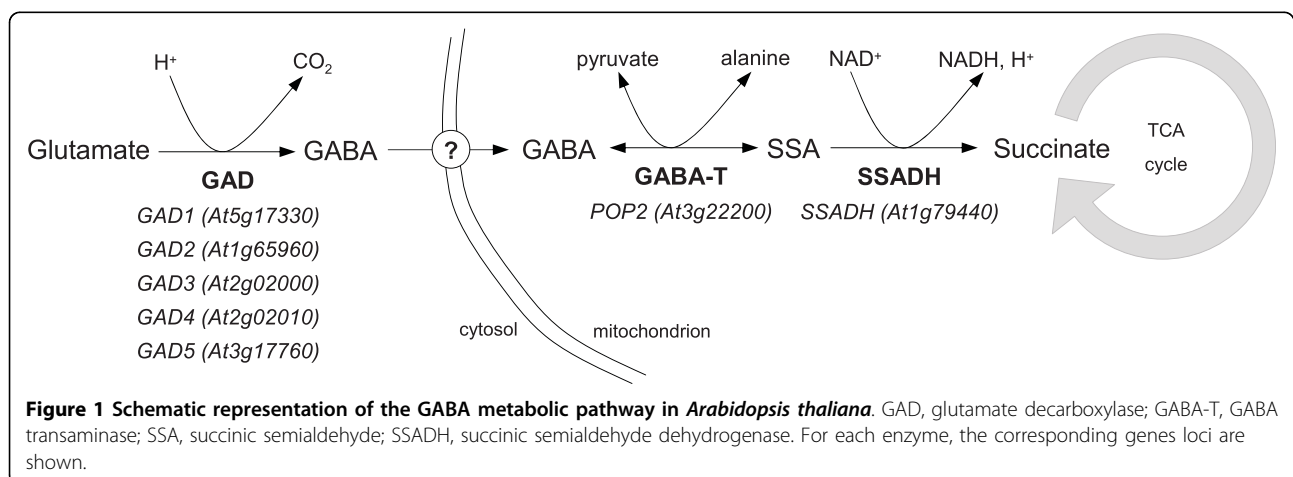 H⁺ CO₂ pyruvate alanine NAD⁺ NADH, H⁺
Glutamate GABA ? GABA SSA Succinate
TCA
cycle
GAD GABA-T SSADH
GAD1 (At5g17330) POP2 (At3g22200) SSADH (At1g79440)
GAD2 (At1g65960)
GAD3 (At2g02000)
GAD4 (At2g02010)
GAD5 (At3g17760)
cytosol mitochondrion
Figure 1 Schematic representation of the GABA metabolic pathway in Arabidopsis thaliana. GAD, glutamate decarboxylase; GABA-T, GABA
transaminase; SSA, succinic semialdehyde; SSADH, succinic semialdehyde dehydrogenase. For each enzyme, the corresponding genes loci are
shown.